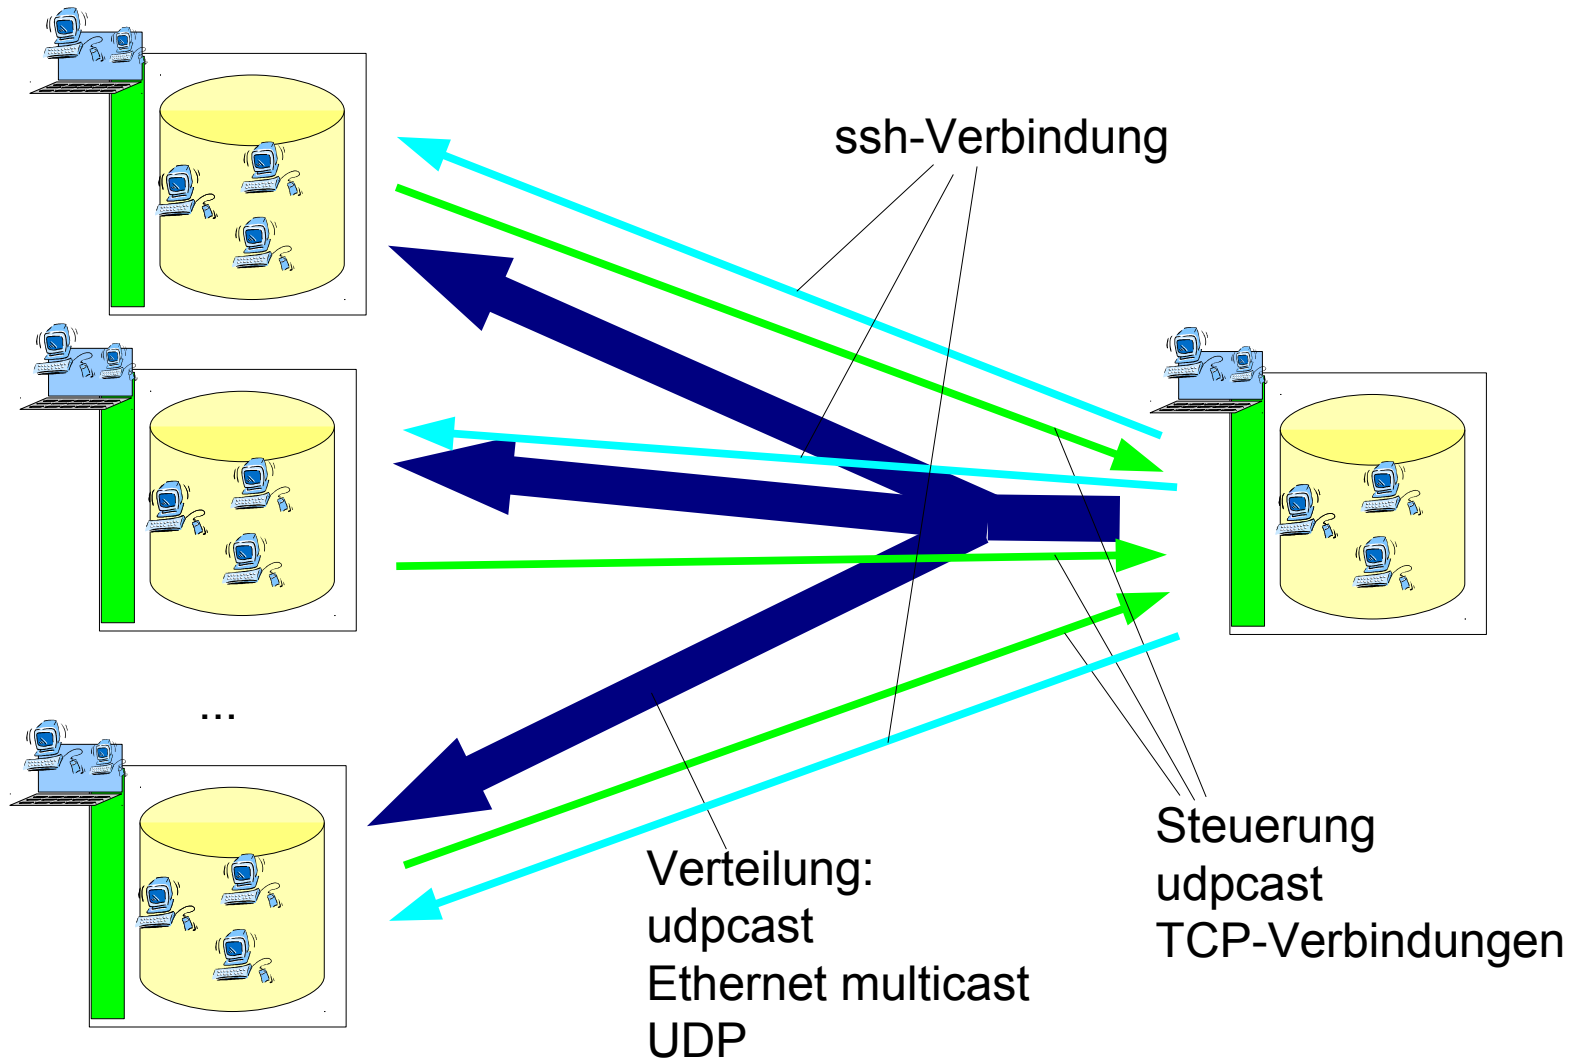 ssh-Verbindung
...
Verteilung:
udpcast
Ethernet multicast
UDP
Steuerung
udpcast
TCP-Verbindungen